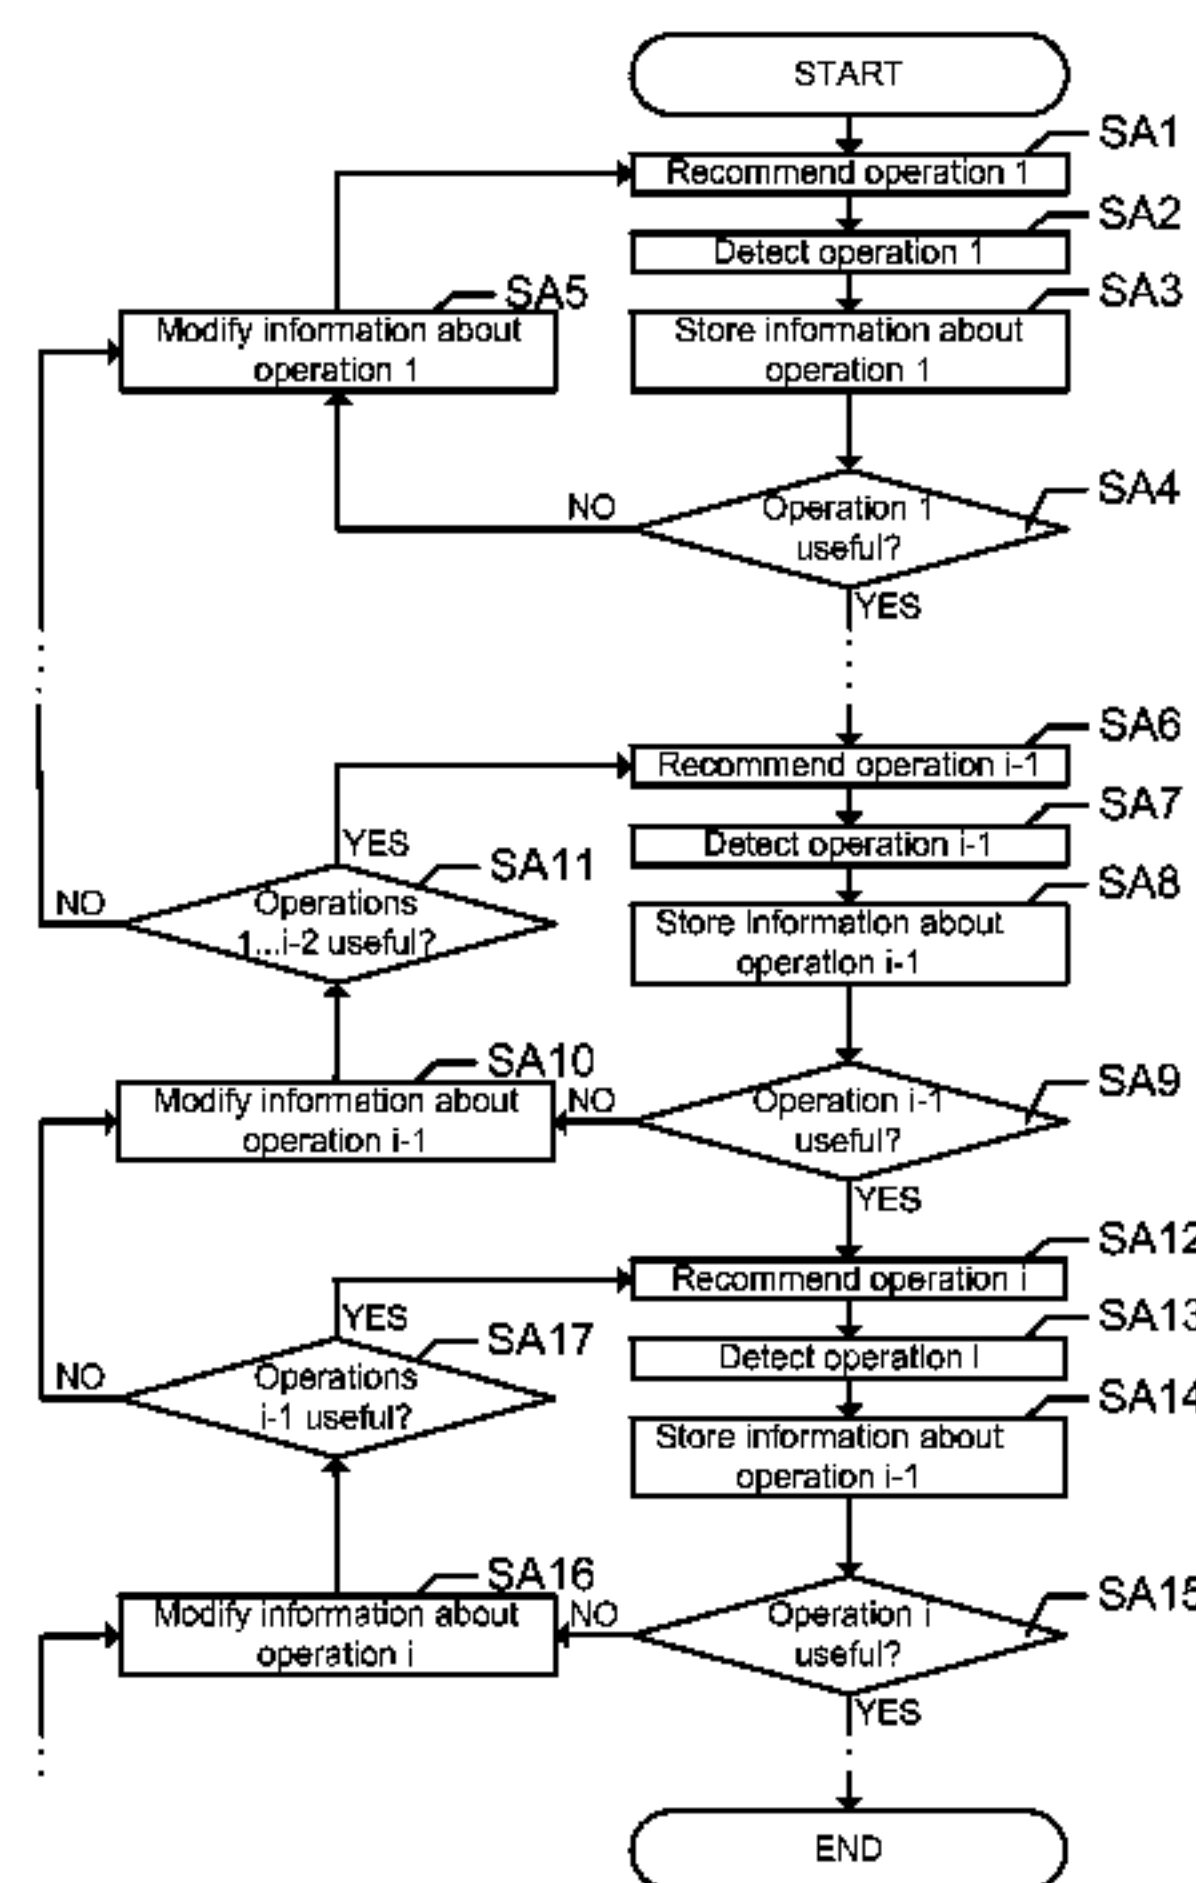 START
SA1
Recommend operation 1
SA2
Detect operation 1
SA3
Store information about
operation 1
SA5
Modify information about
operation 1
SA4
Operation 1
useful?
NO
YES
SA6
Recommend operation i-1
SA7
Detect operation i-1
SA8
Store information about
operation i-1
YES
SA11
NO
Operations
1...i-2 useful?
SA10
Modify information about
operation i-1
NO
SA9
Operation i-1
useful?
YES
SA12
Recommend operation i
SA13
Detect operation i
SA14
Store information about
operation i-1
YES
SA17
NO
Operations
i-1 useful?
SA16
Modify information about
operation i
NO
SA15
Operation i
useful?
YES
END